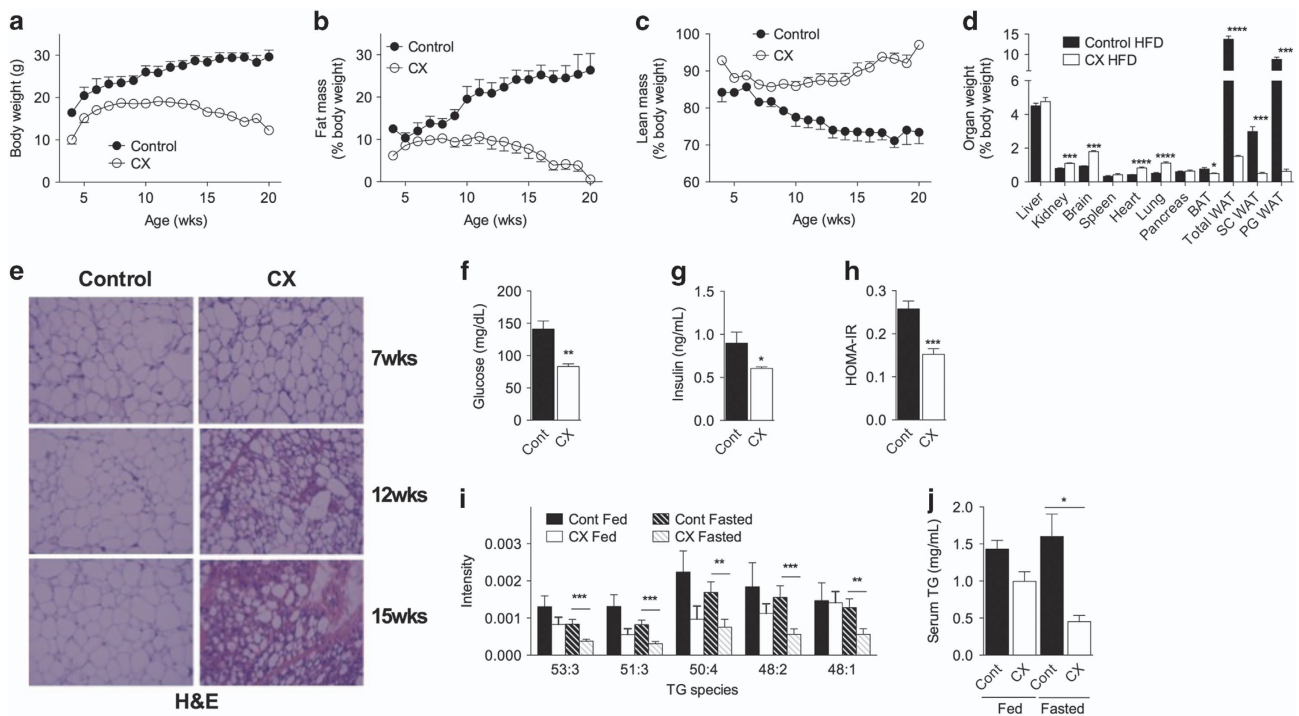 a
Body weight (g)
30
20
10
0
5
10
15
20
Age (wks)
Control
CX
b
Fat mass
(% body weight)
30
20
10
0
5
10
15
20
Age (wks)
Control
CX
c
Lean mass
(% body weight)
100
90
80
70
60
5
10
15
20
Age (wks)
Control
CX
d
Organ weight
(% body weight)
15
10
6
4
2
0
Control HFD
CX HFD
***
***
****
****
*
****
***
***
Liver
Kidney
Brain
Spleen
Heart
Lung
Pancreas
BAT
Total WAT
SC WAT
PG WAT
e
Control
CX
7wks
12wks
15wks
H&E
f
Glucose (mg/dL)
200
150
100
50
0
**
Cont
CX
g
Insulin (ng/mL)
1.5
1.0
0.5
0.0
*
Cont
CX
h
HOMA-IR
0.3
0.2
0.1
0.0
***
Cont
CX
i
Intensity
0.003
0.002
0.001
0.000
Cont Fed
Cont Fasted
CX Fed
CX Fasted
***
***
**
***
**
53:3
51:3
50:4
48:2
48:1
TG species
j
Serum TG (mg/mL)
2.0
1.5
1.0
0.5
0.0
*
Cont
CX
Cont
CX
Fed
Fasted